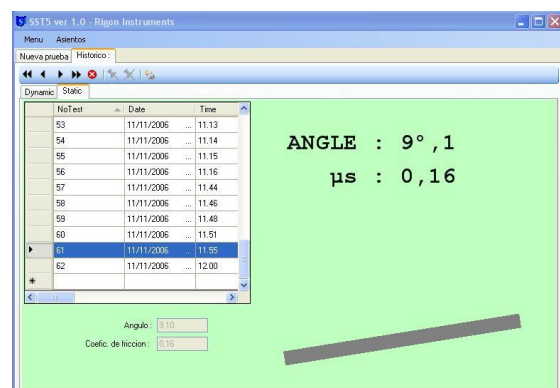 SST5 ver 1.0 - Rigon Instruments
Menu Asientos
Nueva prueba Historico :
Dynamic Static
NoTest Date Time
53 11/11/2006 ... 11.13
54 11/11/2006 ... 11.14
55 11/11/2006 ... 11.15
56 11/11/2006 ... 11.16
57 11/11/2006 ... 11.44
58 11/11/2006 ... 11.46
59 11/11/2006 ... 11.48
60 11/11/2006 ... 11.51
61 11/11/2006 ... 11.55
62 11/11/2006 ... 12.00
ANGLE : 9°,1
µs : 0,16
Angulo : 9,10
Coefic. de friccion : 0,16